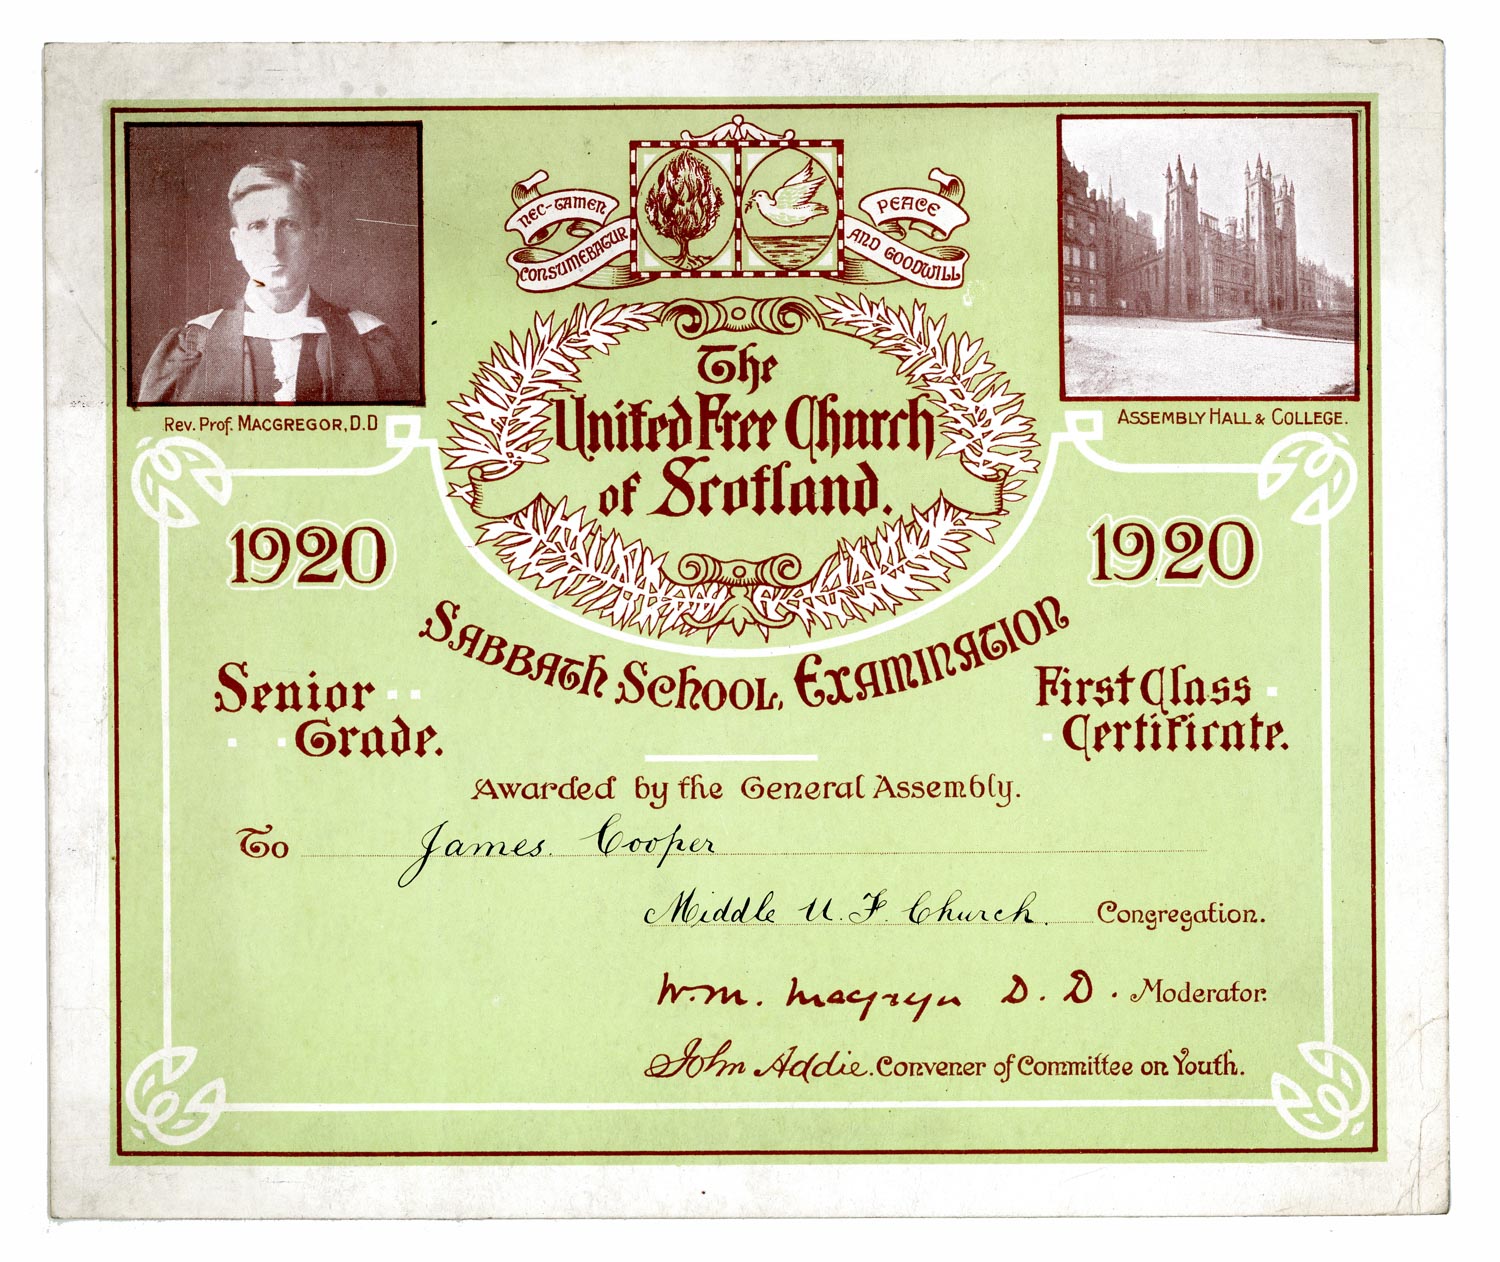 NEC-TAMEN
CONSUMEBATUR
PEACE
AND GOODWILL
The
United Free Church
of Scotland.
Rev. Prof. MACGREGOR, D.D
ASSEMBLY HALL & COLLEGE.
1920
1920
SABBATH SCHOOL, EXAMINATION
Senior
Grade.
First Class
Certificate.
Awarded by the General Assembly.
To James. Cooper
Middle U. F. Church. Congregation.
W. M. Macgregor D. D. Moderator.
John Addie. Convener of Committee on Youth.